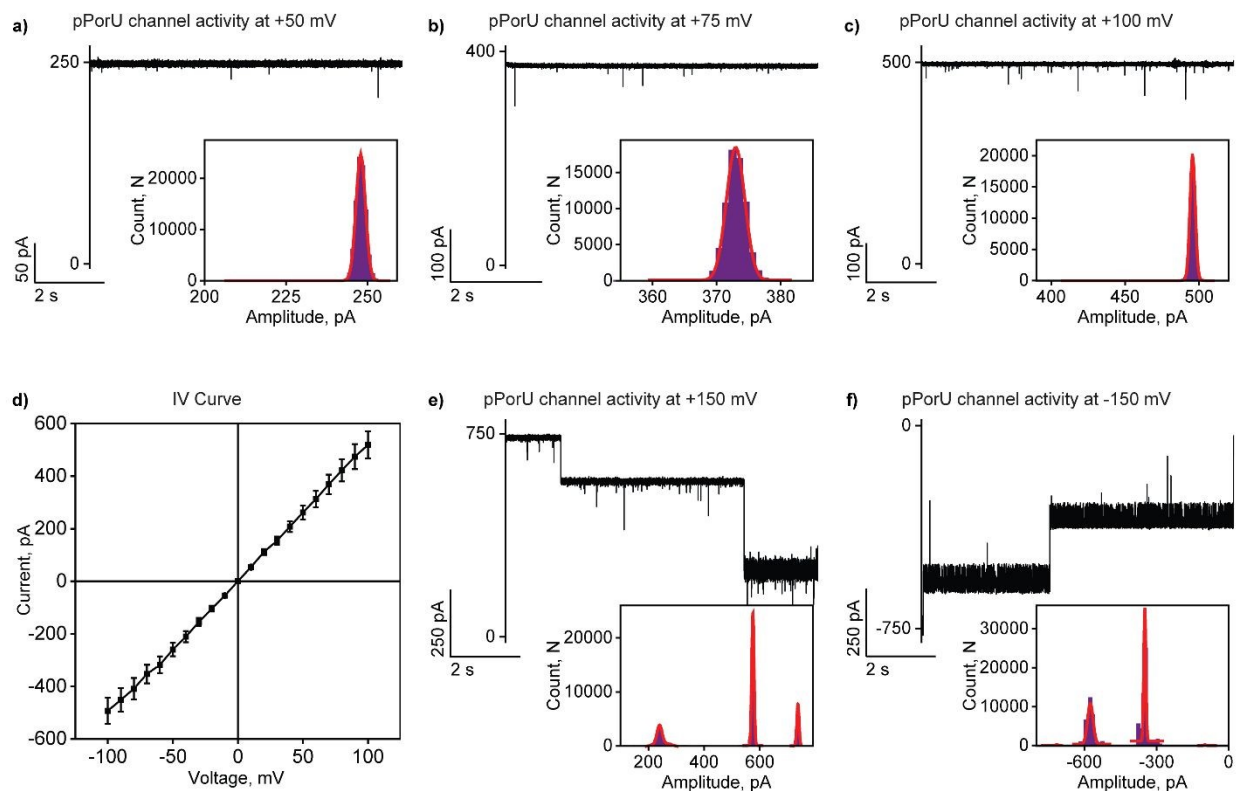 a) pPorU channel activity at +50 mV
250
0
50 pA
2 s
Count, N
20000
10000
0
200 225 250
Amplitude, pA
b) pPorU channel activity at +75 mV
400
0
100 pA
2 s
Count, N
15000
10000
5000
0
360 370 380
Amplitude, pA
c) pPorU channel activity at +100 mV
500
0
100 pA
2 s
Count, N
20000
15000
10000
5000
0
400 450 500
Amplitude, pA
d) IV Curve
Current, pA
600
400
200
0
-200
-400
-600
-100 -50 0 50 100
Voltage, mV
e) pPorU channel activity at +150 mV
750
0
250 pA
2 s
Count, N
20000
10000
0
200 400 600
Amplitude, pA
f) pPorU channel activity at -150 mV
0
-750
250 pA
2 s
Count, N
30000
20000
10000
0
-600 -300 0
Amplitude, pA